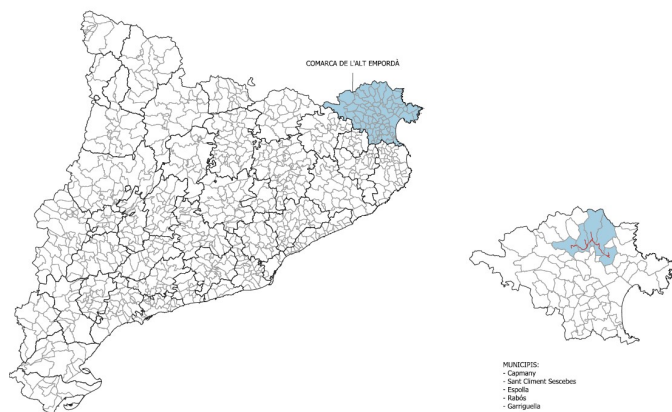 COMARCA DE L'ALT EMPORDÀ
MUNICIPIS:
- Capmany
- Sant Climent Sescebes
- Espolla
- Rabós
- Garriguella